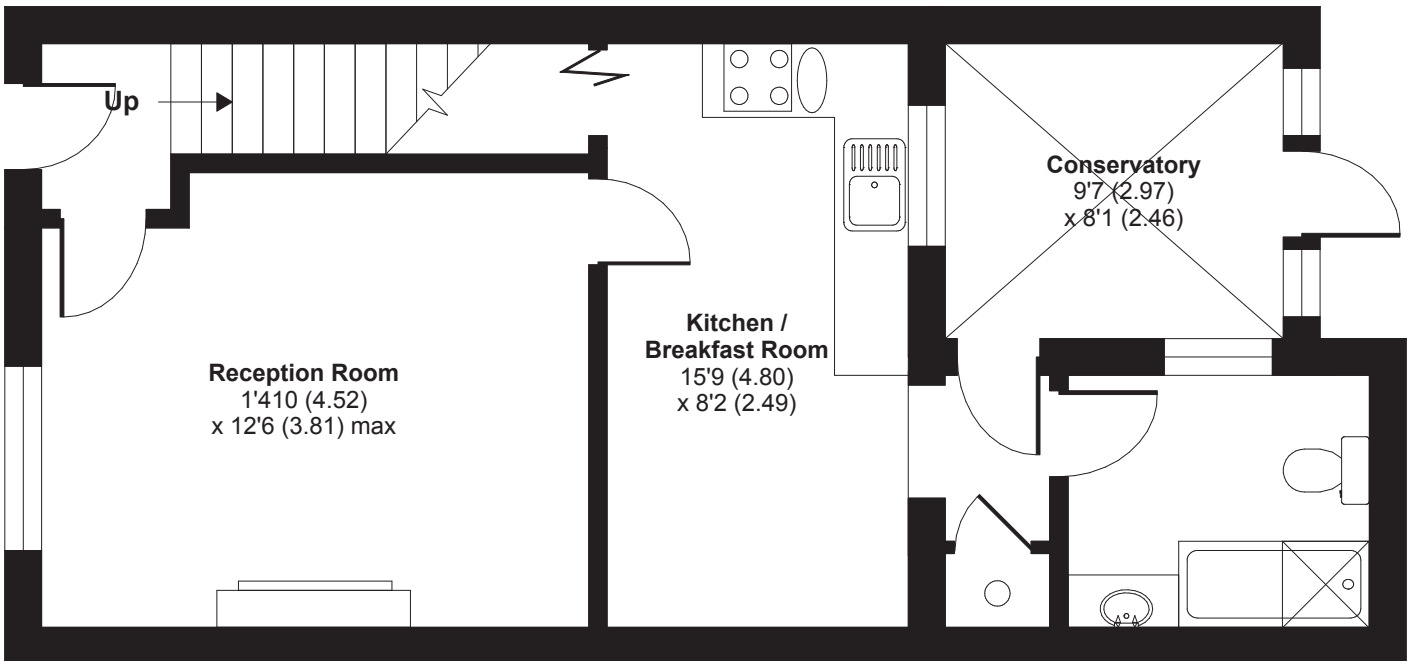 Up
Conservatory
9'7 (2.97)
x 8'1 (2.46)
Kitchen /
Breakfast Room
15'9 (4.80)
x 8'2 (2.49)
Reception Room
1'410 (4.52)
x 12'6 (3.81) max